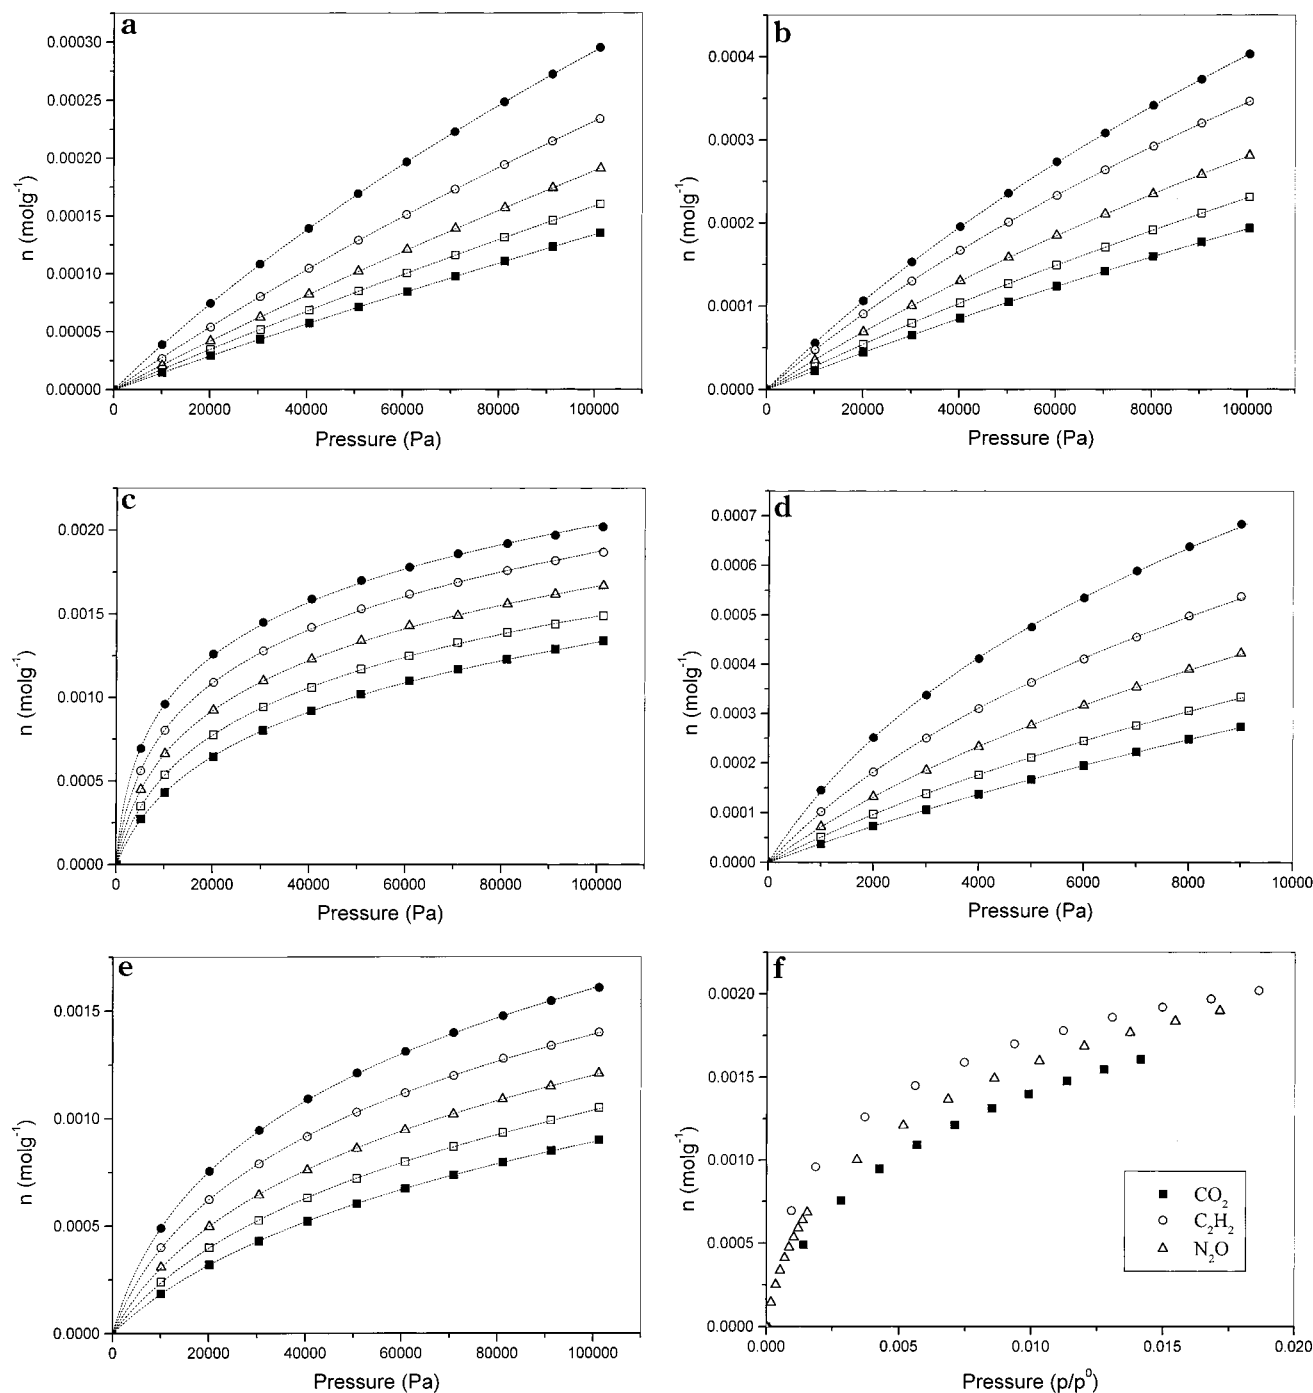 a
0.00030
0.00025
0.00020
0.00015
0.00010
0.00005
0.00000
n (molg⁻¹)
0 20000 40000 60000 80000 100000
Pressure (Pa)
b
0.0004
0.0003
0.0002
0.0001
0.0000
n (molg⁻¹)
0 20000 40000 60000 80000 100000
Pressure (Pa)
c
0.0020
0.0015
0.0010
0.0005
0.0000
n (molg⁻¹)
0 20000 40000 60000 80000 100000
Pressure (Pa)
d
0.0007
0.0006
0.0005
0.0004
0.0003
0.0002
0.0001
0.0000
n (molg⁻¹)
0 2000 4000 6000 8000 10000
Pressure (Pa)
e
0.0015
0.0010
0.0005
0.0000
n (molg⁻¹)
0 20000 40000 60000 80000 100000
Pressure (Pa)
f
0.0020
0.0015
0.0010
0.0005
0.0000
n (molg⁻¹)
CO₂
C₂H₂
N₂O
0.000 0.005 0.010 0.015 0.020
Pressure (p/p⁰)